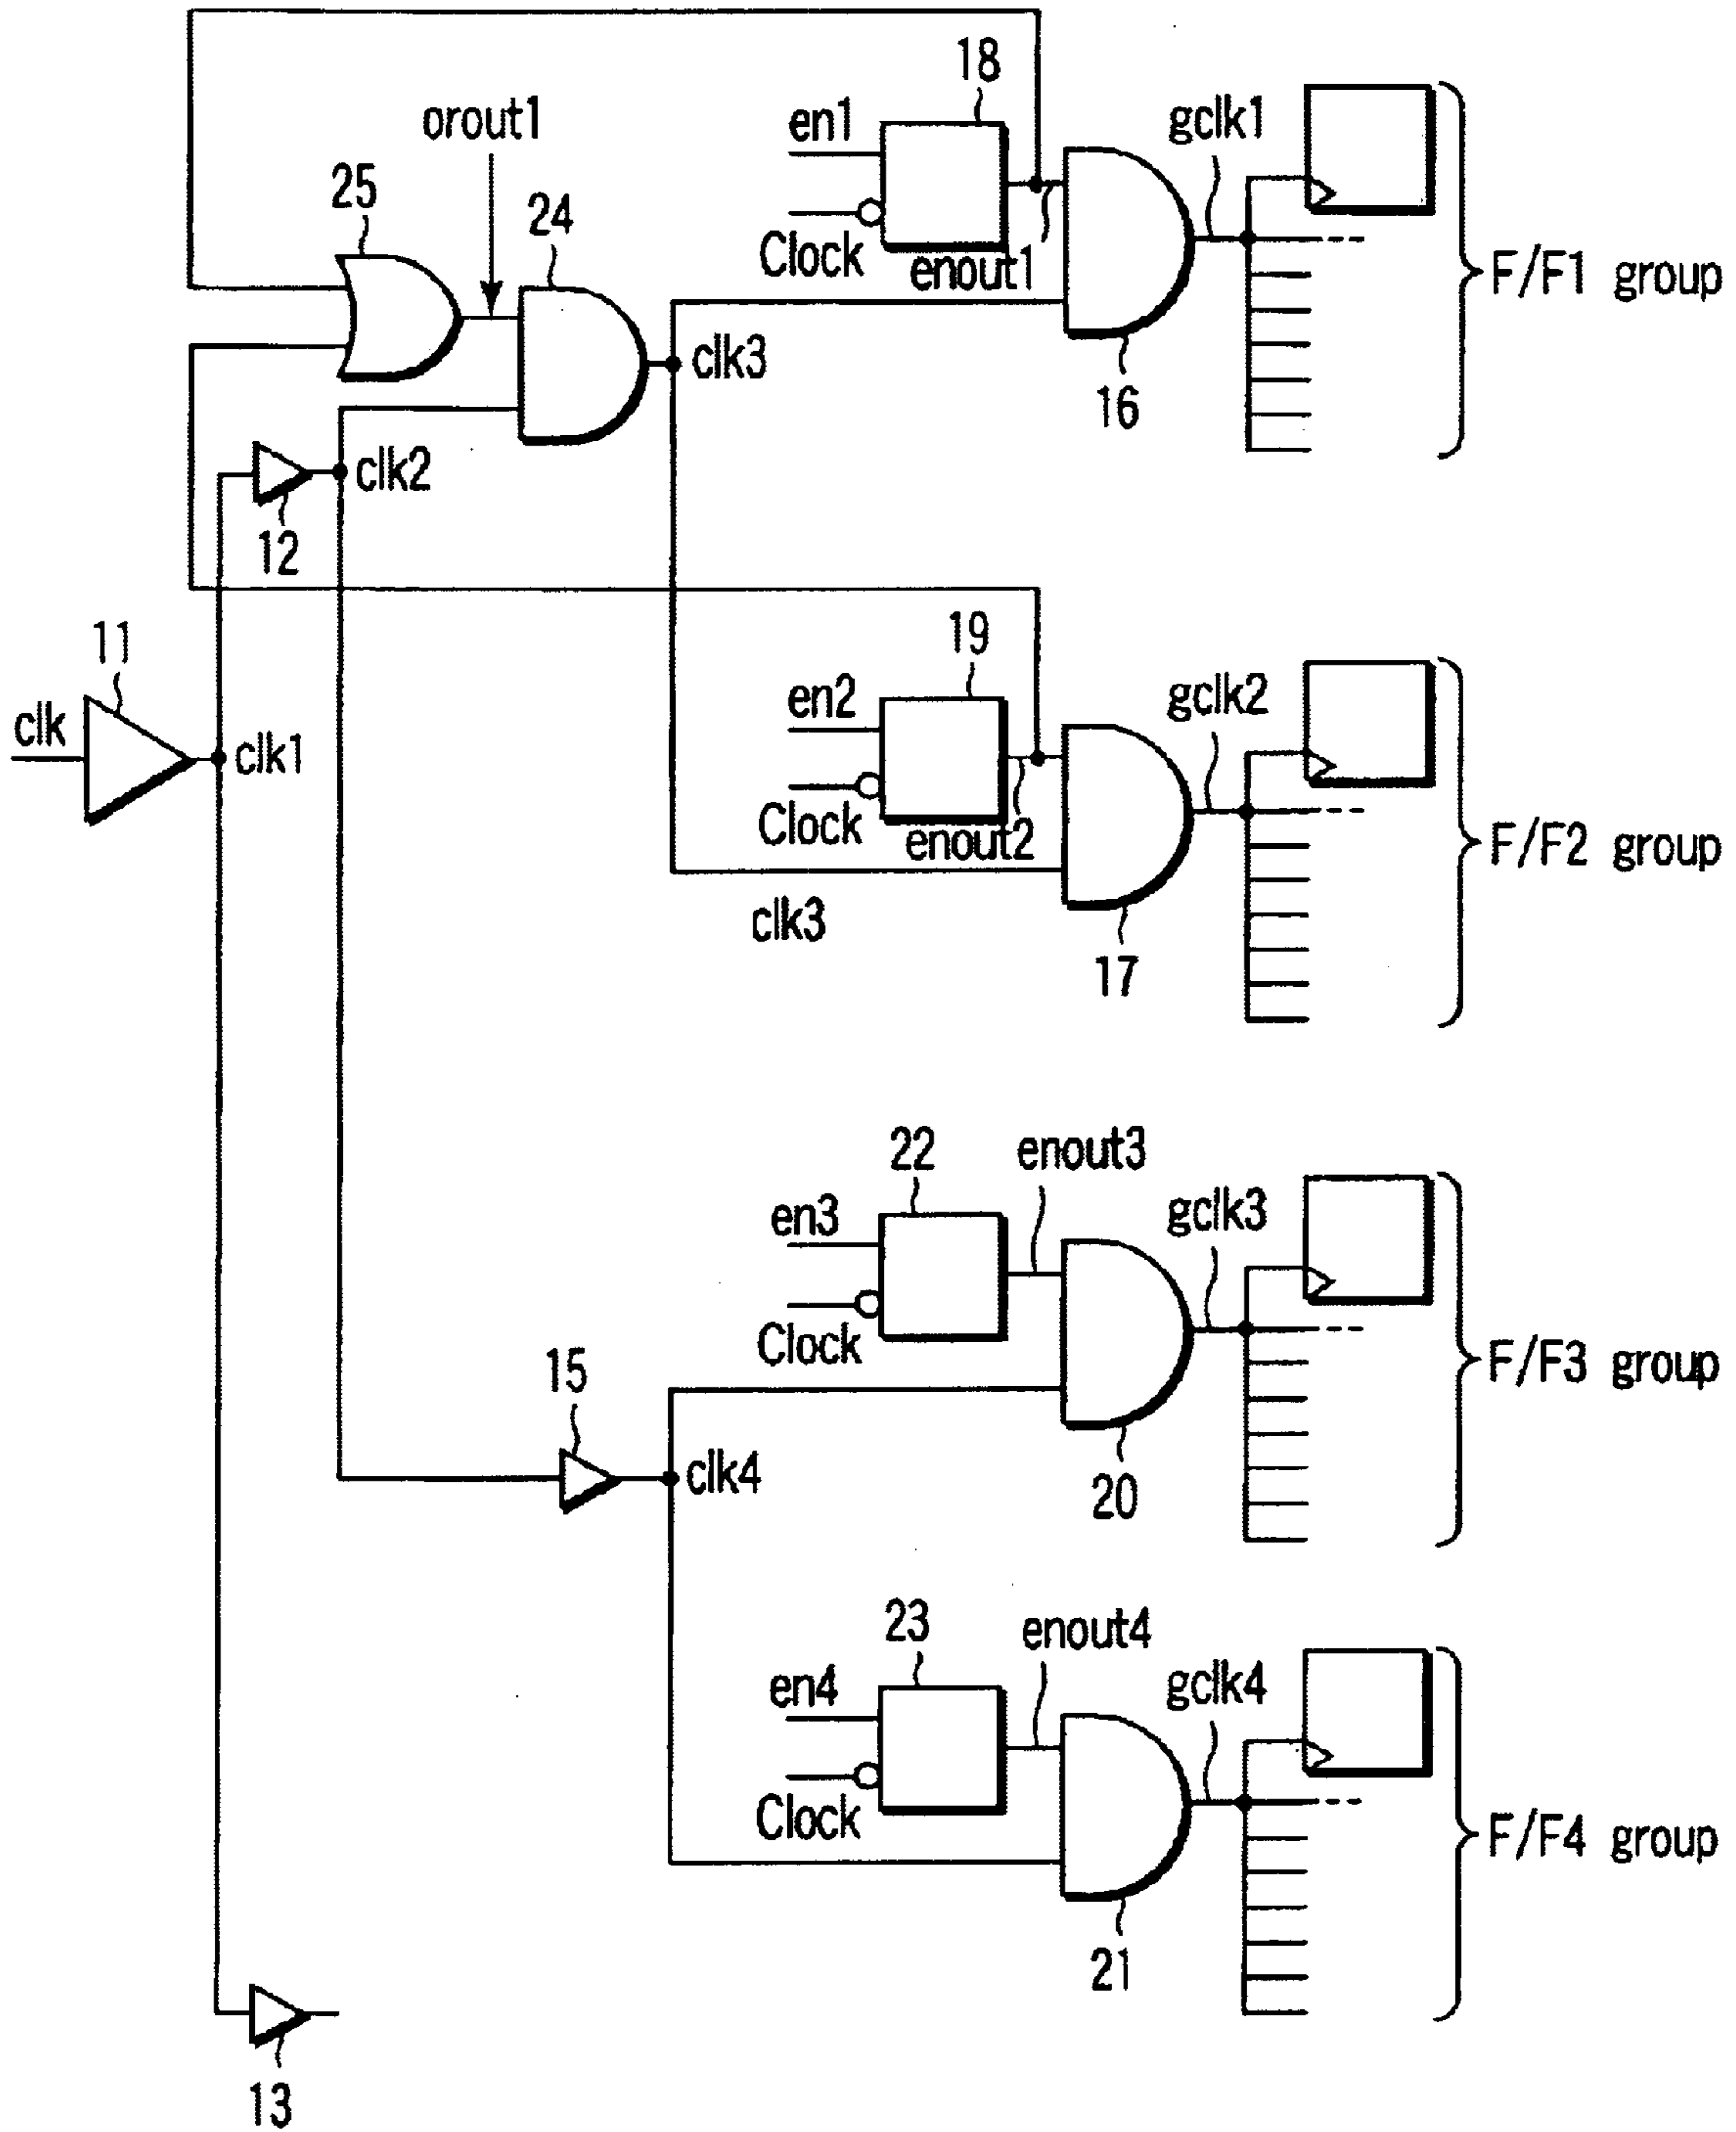 18
en1
gclk1
orout1
25
24
Clock
enout1
F/F1 group
clk3
16
clk2
12
11
19
en2
gclk2
clk
clk1
Clock
enout2
F/F2 group
clk3
17
22
enout3
en3
gclk3
Clock
F/F3 group
15
clk4
20
23
enout4
en4
gclk4
Clock
F/F4 group
21
13